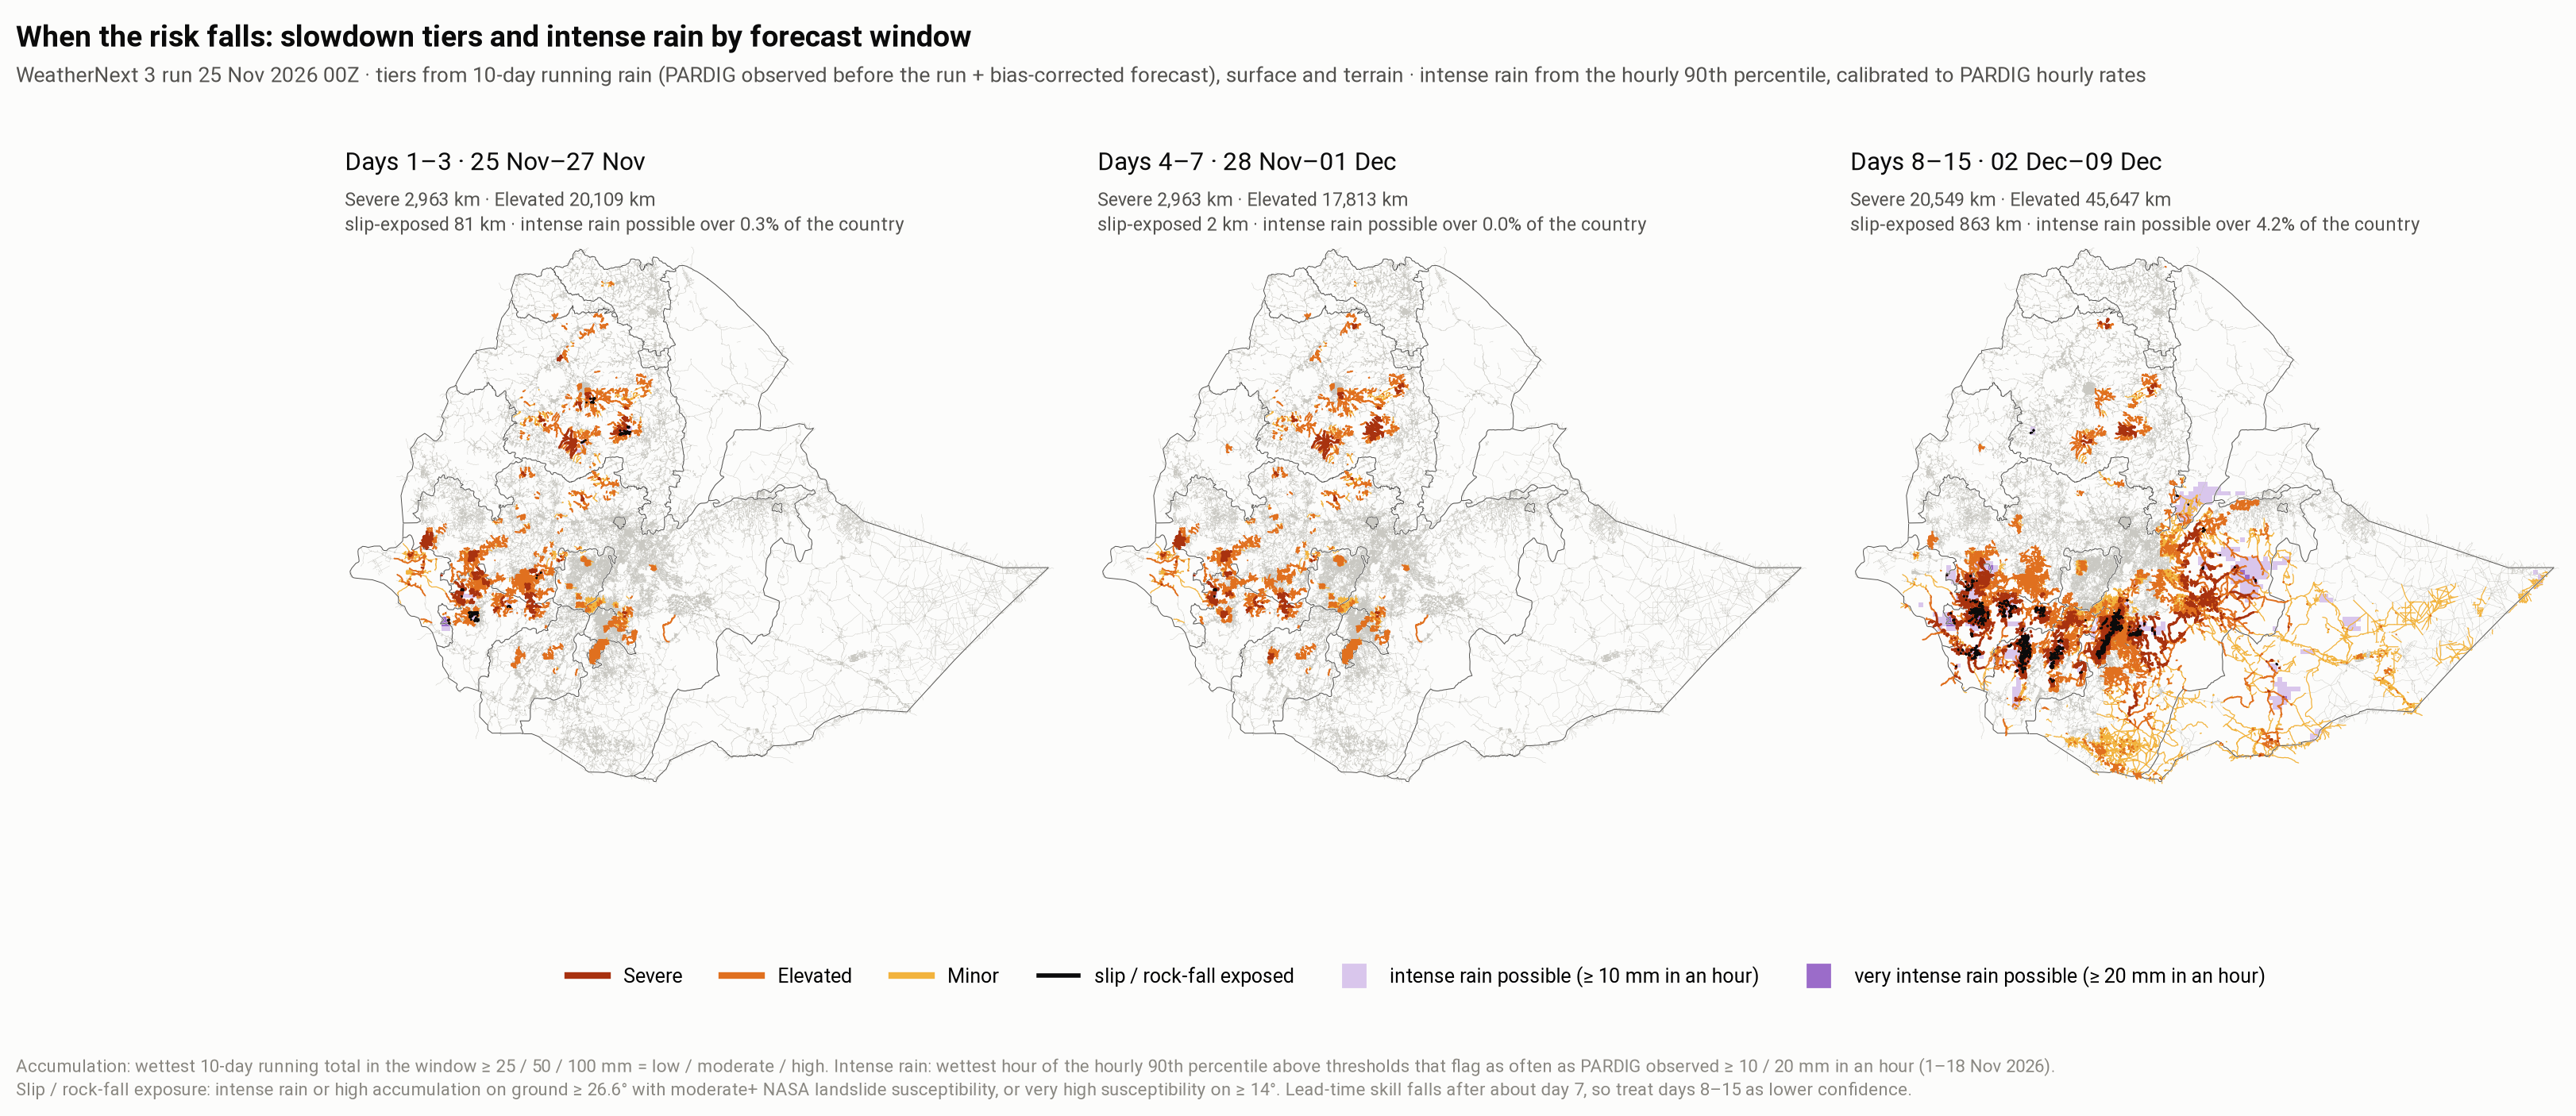 When the risk falls: slowdown tiers and intense rain by forecast window
WeatherNext 3 run 25 Nov 2026 00Z · tiers from 10-day running rain (PARDIG observed before the run + bias-corrected forecast), surface and terrain · intense rain from the hourly 90th percentile, calibrated to PARDIG hourly rates
Days 1–3 · 25 Nov–27 Nov
Severe 2,963 km · Elevated 20,109 km
slip-exposed 81 km · intense rain possible over 0.3% of the country
Days 4–7 · 28 Nov–01 Dec
Severe 2,963 km · Elevated 17,813 km
slip-exposed 2 km · intense rain possible over 0.0% of the country
Days 8–15 · 02 Dec–09 Dec
Severe 20,549 km · Elevated 45,647 km
slip-exposed 863 km · intense rain possible over 4.2% of the country
Severe
Elevated
Minor
slip / rock-fall exposed
intense rain possible (≥ 10 mm in an hour)
very intense rain possible (≥ 20 mm in an hour)
Accumulation: wettest 10-day running total in the window ≥ 25 / 50 / 100 mm = low / moderate / high. Intense rain: wettest hour of the hourly 90th percentile above thresholds that flag as often as PARDIG observed ≥ 10 / 20 mm in an hour (1–18 Nov 2026).
Slip / rock-fall exposure: intense rain or high accumulation on ground ≥ 26.6° with moderate+ NASA landslide susceptibility, or very high susceptibility on ≥ 14°. Lead-time skill falls after about day 7, so treat days 8–15 as lower confidence.